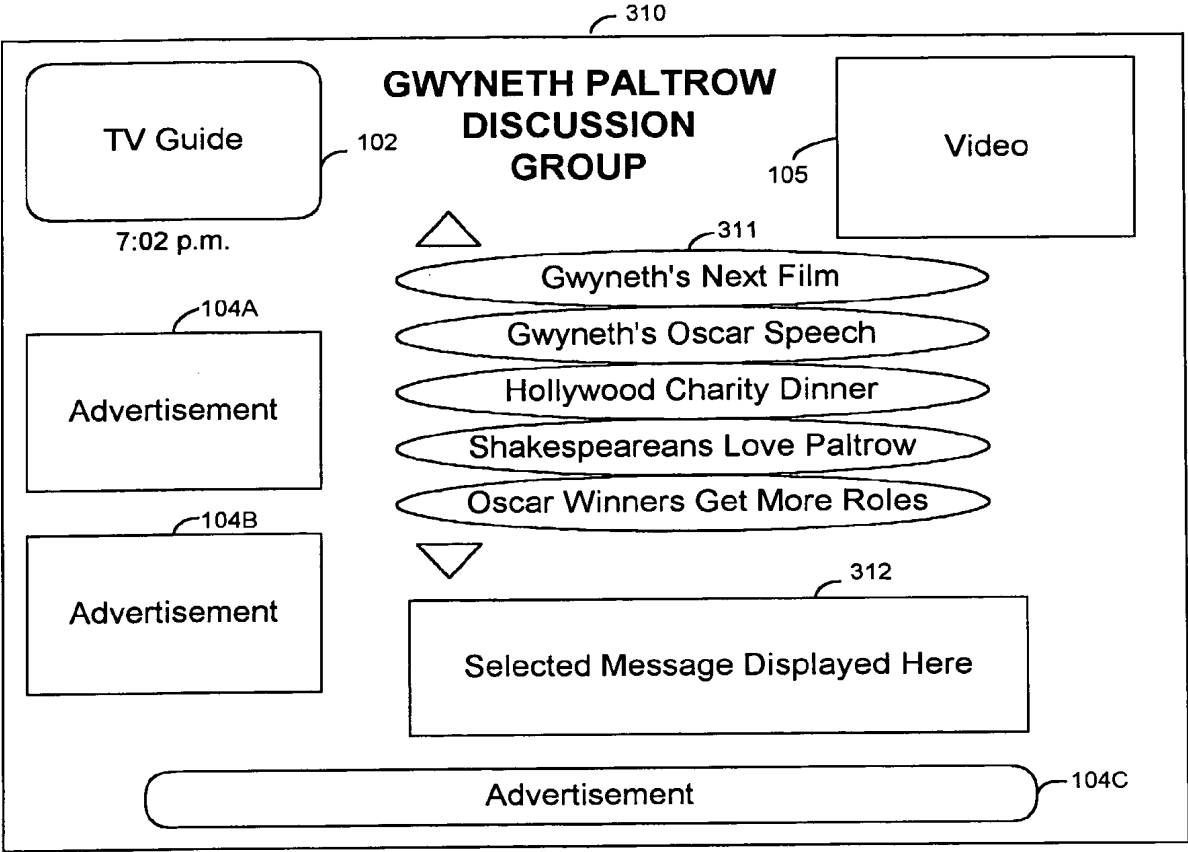 310
GWYNETH PALTROW
DISCUSSION
GROUP
TV Guide
102
Video
105
7:02 p.m.
311
Gwyneth's Next Film
Gwyneth's Oscar Speech
Hollywood Charity Dinner
Shakespeareans Love Paltrow
Oscar Winners Get More Roles
104A
Advertisement
104B
Advertisement
312
Selected Message Displayed Here
Advertisement
104C